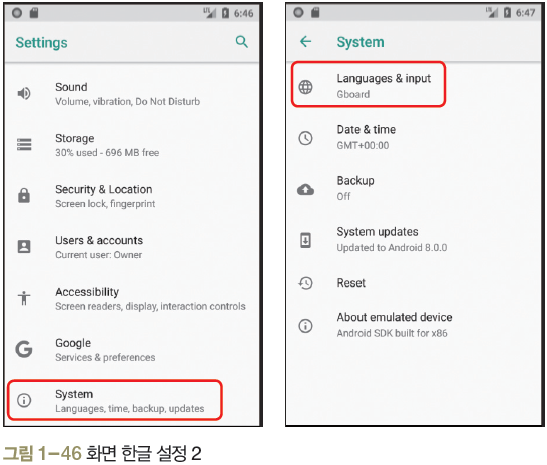 6:46
Settings
Sound
Volume, vibration, Do Not Disturb
Storage
30% used - 696 MB free
Security & Location
Screen lock, fingerprint
Users & accounts
Current user: Owner
Accessibility
Screen readers, display, interaction controls
Google
Services & preferences
System
Languages, time, backup, updates
6:47
System
Languages & input
Gboard
Date & time
GMT+00:00
Backup
Off
System updates
Updated to Android 8.0.0
Reset
About emulated device
Android SDK built for x86
그림 1-46 화면 한글 설정 2